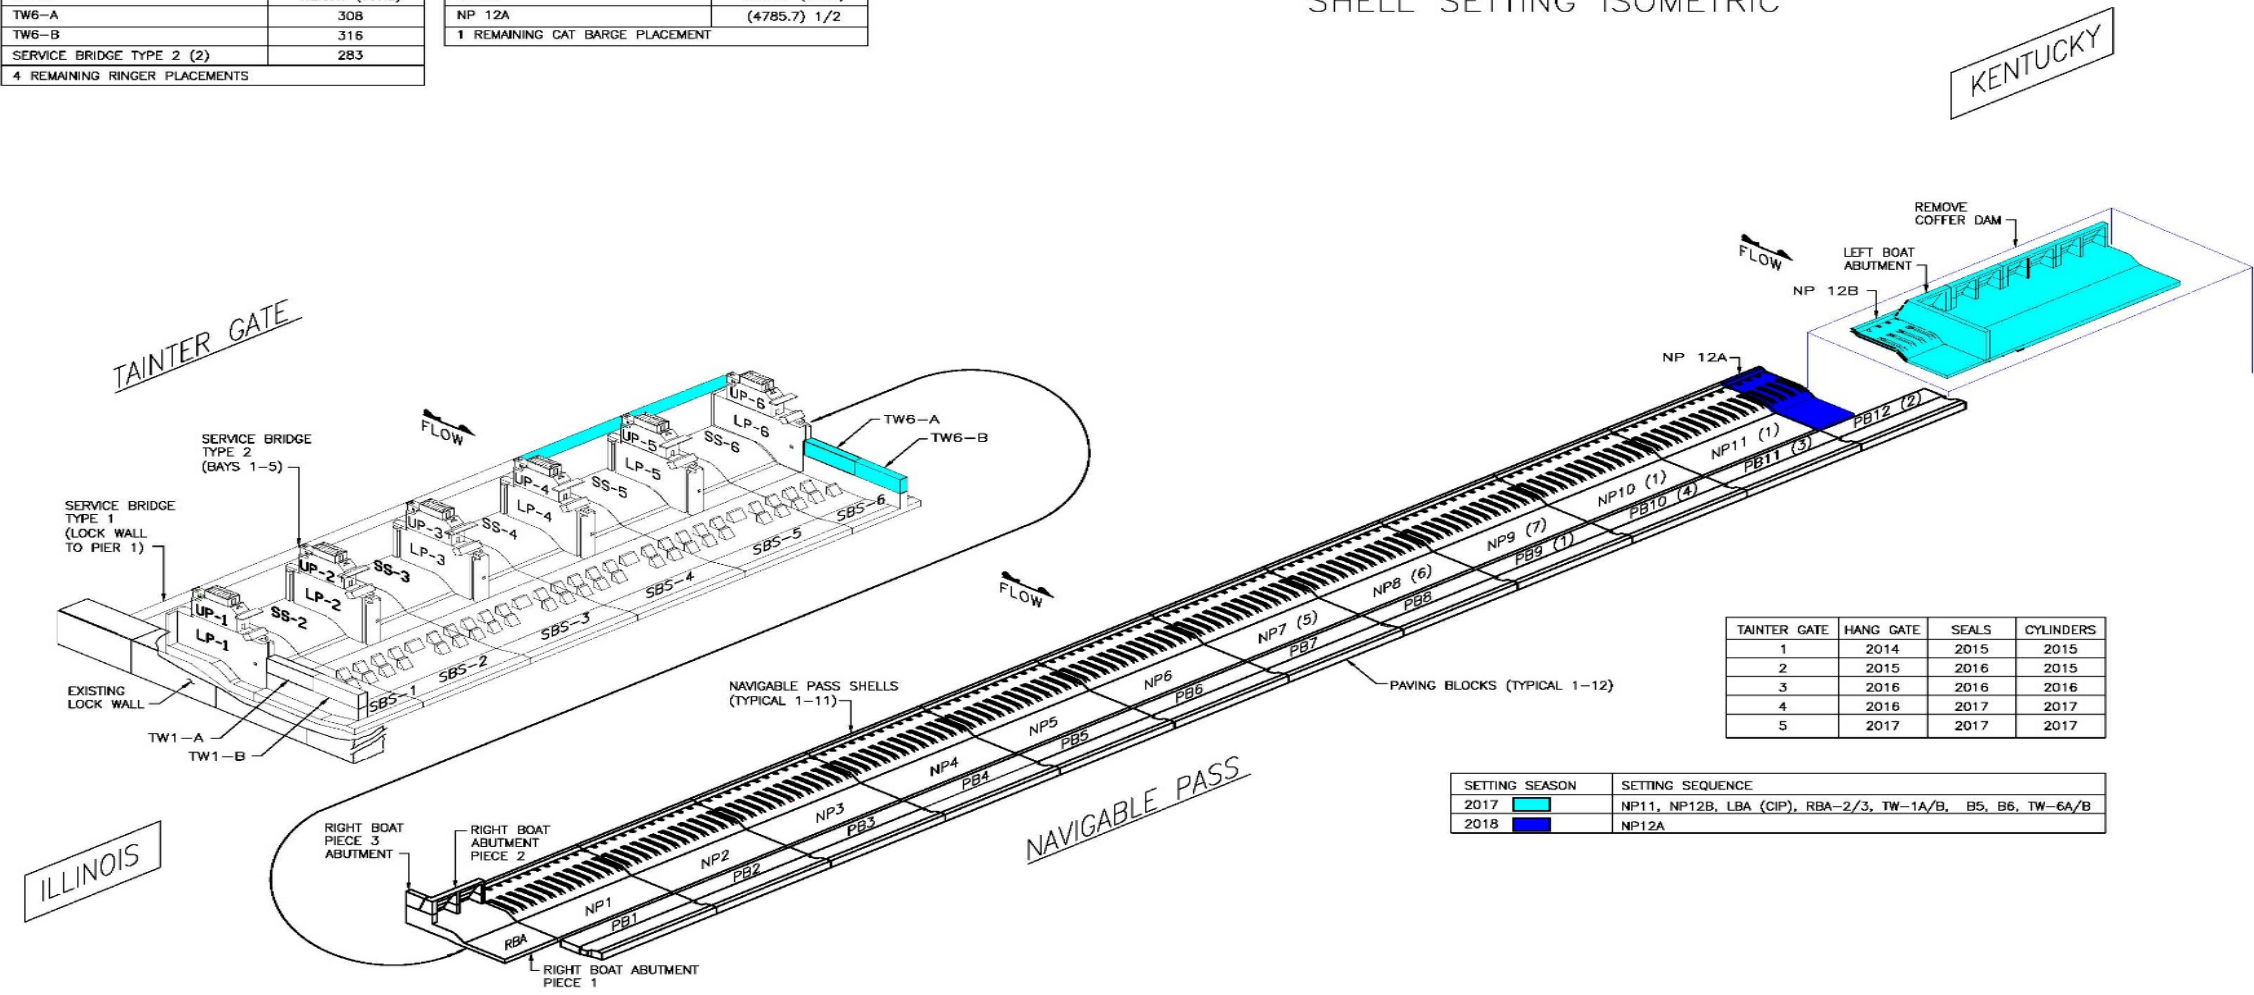 SHELL SETTING ISOMETRIC
TW6-A 308
TW6-B 316
SERVICE BRIDGE TYPE 2 (2) 283
4 REMAINING RINGER PLACEMENTS
NP 12A (4785.7) 1/2
1 REMAINING CAT BARGE PLACEMENT
KENTUCKY
REMOVE
COFFER DAM
FLOW
LEFT BOAT
ABUTMENT
NP 12B
TAINTER GATE
NP 12A
FLOW
SERVICE BRIDGE
TYPE 2
(BAYS 1-5)
SERVICE BRIDGE
TYPE 1
(LOCK WALL
TO PIER 1)
TW6-A
TW6-B
UP-6
LP-6
SS-6
UP-5
LP-5
SS-5
UP-4
LP-4
SS-4
UP-3
LP-3
SS-3
UP-2
LP-2
SS-2
UP-1
LP-1
SBS-6
SBS-5
SBS-4
SBS-3
SBS-2
SBS-1
EXISTING
LOCK WALL
TW1-A
TW1-B
FLOW
PB12 (2)
NP11 (1)
PB11 (3)
NP10 (1)
PB10 (4)
NP9 (7)
PB9 (1)
NP8 (6)
PB8
NP7 (5)
PB7
NP6
PB6
NP5
PB5
NP4
PB4
NP3
PB3
NP2
PB2
NP1
PB1
RBA
NAVIGABLE PASS SHELLS
(TYPICAL 1-11)
PAVING BLOCKS (TYPICAL 1-12)
NAVIGABLE PASS
RIGHT BOAT
PIECE 3
ABUTMENT
RIGHT BOAT
ABUTMENT
PIECE 2
RIGHT BOAT ABUTMENT
PIECE 1
ILLINOIS
TAINTER GATE HANG GATE SEALS CYLINDERS
1 2014 2015 2015
2 2015 2016 2015
3 2016 2016 2016
4 2016 2017 2017
5 2017 2017 2017
SETTING SEASON SETTING SEQUENCE
2017 NP11, NP12B, LBA (CIP), RBA-2/3, TW-1A/B, B5, B6, TW-6A/B
2018 NP12A